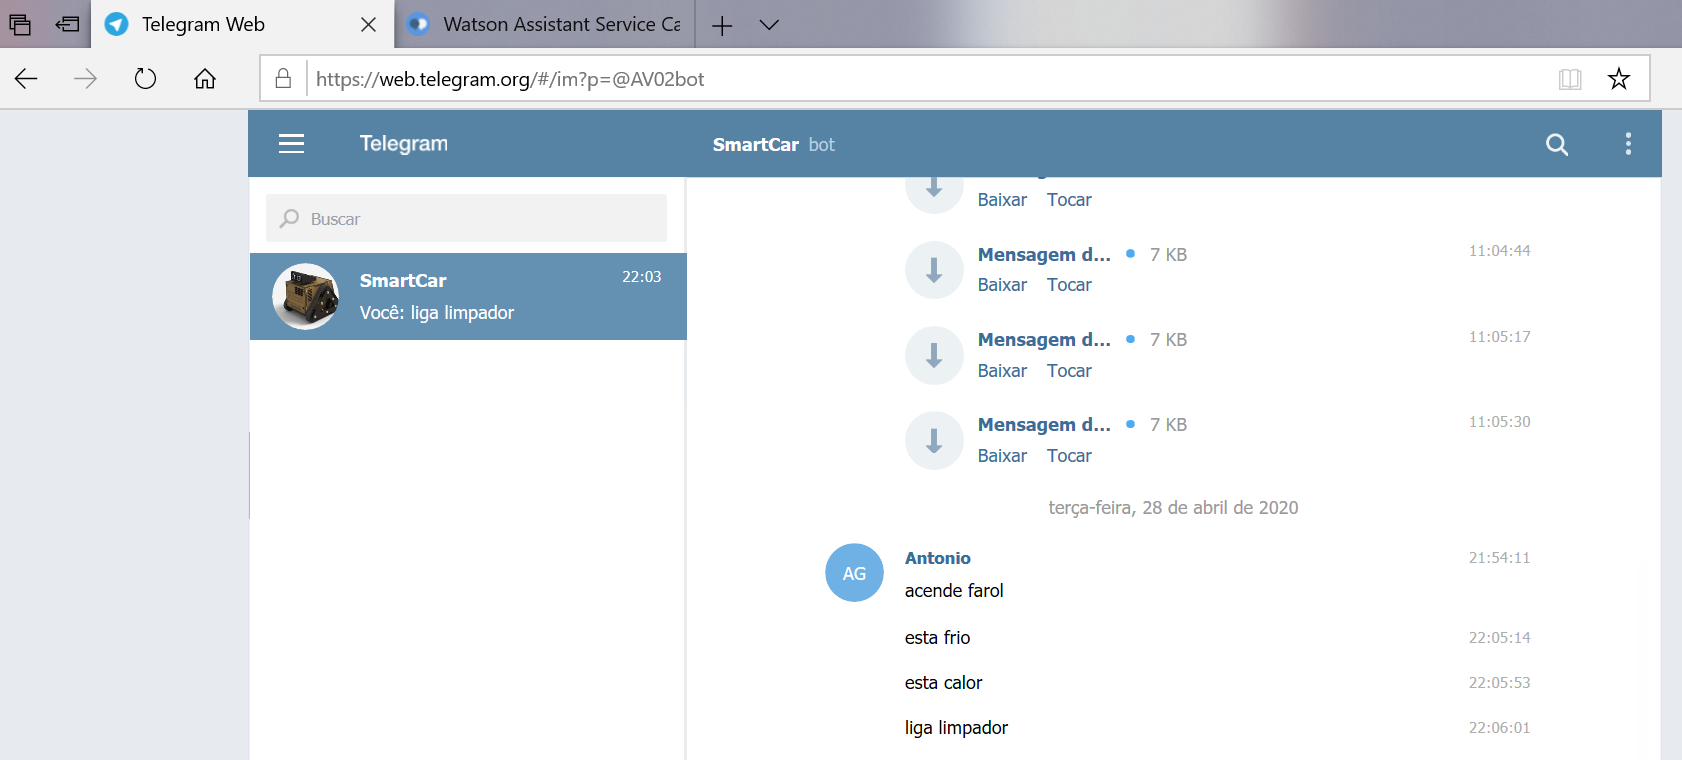 Telegram Web
Watson Assistant Service Ca
https://web.telegram.org/#/im?p=@AV02bot
Telegram
SmartCar bot
Buscar
SmartCar 22:03
Você: liga limpador
Baixar Tocar
Mensagem d... 7 KB 11:04:44
Baixar Tocar
Mensagem d... 7 KB 11:05:17
Baixar Tocar
Mensagem d... 7 KB 11:05:30
Baixar Tocar
terça-feira, 28 de abril de 2020
AG
Antonio 21:54:11
acende farol
esta frio 22:05:14
esta calor 22:05:53
liga limpador 22:06:01